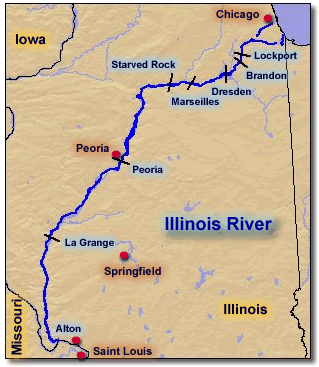 Chicago
Iowa
Lockport
Starved Rock
Brandon
Dresden
Marseilles
Peoria
Peoria
Illinois River
La Grange
Springfield
Missouri
Illinois
Alton
Saint Louis